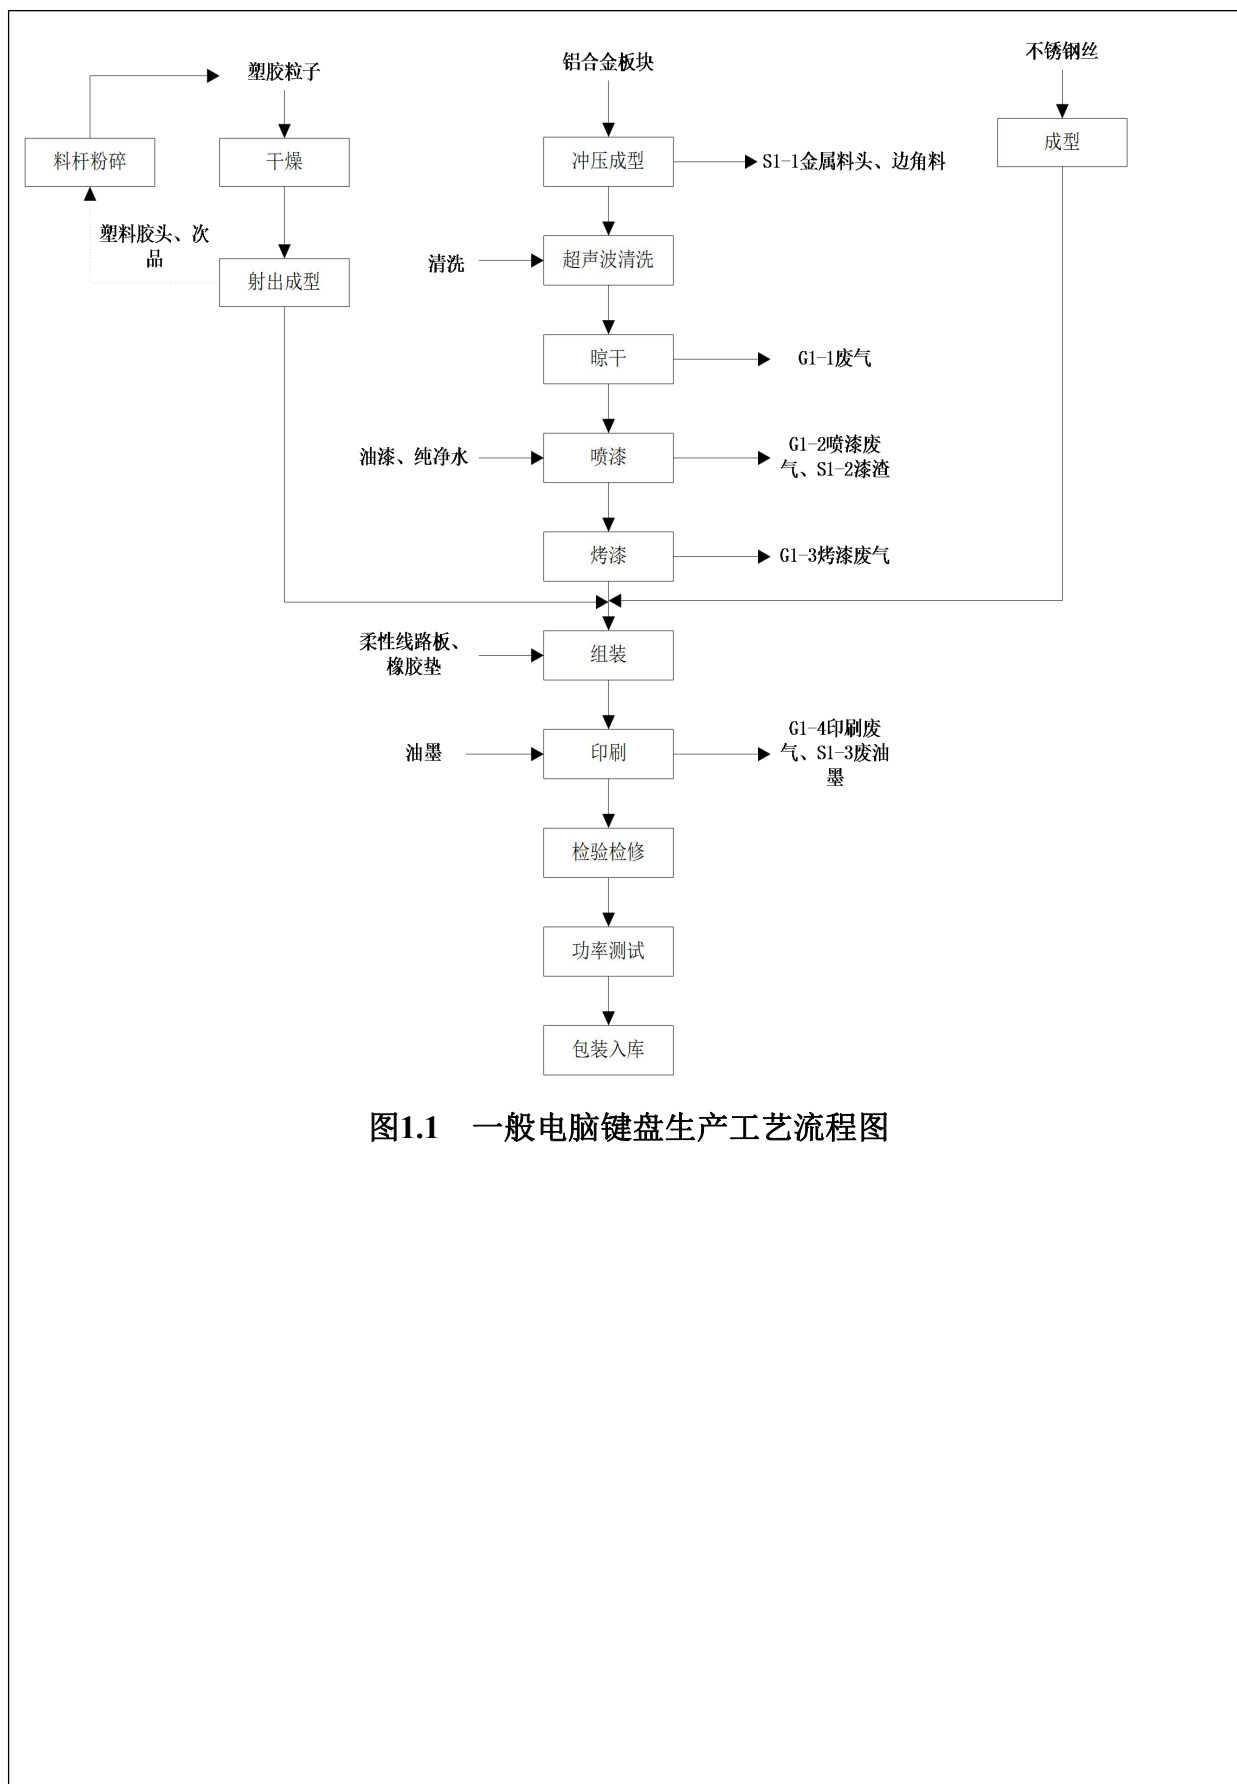 塑胶粒子
铝合金板块
不锈钢丝
料杆粉碎
干燥
冲压成型
S1-1金属料头、边角料
成型
塑料胶头、次
品
射出成型
清洗
超声波清洗
晾干
G1-1废气
油漆、纯净水
喷漆
G1-2喷漆废
气、S1-2漆渣
烤漆
G1-3烤漆废气
柔性线路板、
橡胶垫
组装
油墨
印刷
G1-4印刷废
气、S1-3废油
墨
检验检修
功率测试
包装入库
图1.1 一般电脑键盘生产工艺流程图